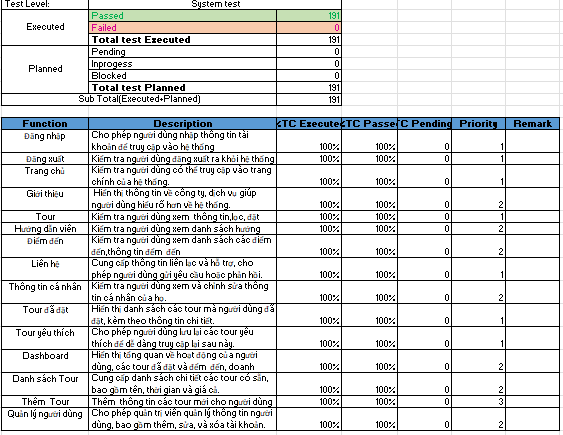 Test Level: System test
Executed Passed 191
Failed 0
Total test Executed 191
Planned Pending 0
Inprogess 0
Blocked 0
Total test Planned 191
Sub Total(Executed+Planned) 191
Function Description TC Execute TC Passe TC Pending Priority Remark
Đăng nhập Cho phép người dùng nhập thông tin tài
khoản để truy cập vào hệ thống 100% 100% 0 1
Đăng xuất Kiểm tra người dùng đăng xuất ra khỏi hệ thống 100% 100% 0 1
Trang chủ Kiểm tra người dùng có thể truy cập vào trang
chính của hệ thống. 100% 100% 0 1
Giới thiệu Hiển thị thông tin về công ty, dịch vụ giúp
người dùng hiểu rõ hơn về hệ thống. 100% 100% 0 2
Tour Kiểm tra người dùng xem thông tin,lọc, đặt 100% 100% 0 1
Hướng dẫn viên Kiểm tra người dùng xem danh sách hướng 100% 100% 0 2
Điểm đến Kiểm tra người dùng xem danh sách các điểm
đến,thông tin điểm đến 100% 100% 0 2
Liên hệ Cung cấp thông tin liên lạc và hỗ trợ, cho
phép người dùng gửi yêu cầu hoặc phản hồi. 100% 100% 0 1
Thông tin cá nhân Kiểm tra người dùng xem và chỉnh sửa thông
tin cá nhân của họ. 100% 100% 0 2
Tour đã đặt Hiển thị danh sách các tour mà người dùng đã
đặt, kèm theo thông tin chi tiết. 100% 100% 0 1
Tour yêu thích Cho phép người dùng lưu lại các tour yêu
thích để dễ dàng truy cập lại sau này. 100% 100% 0 1
Dashboard Hiển thị tổng quan về hoạt động của người
dùng, các tour đã đặt và điểm đến, doanh 100% 100% 0 2
Danh sách Tour Cung cấp danh sách chi tiết các tour có sẵn,
bao gồm tên, thời gian và giá cả. 100% 100% 0 2
Thêm Tour Thêm thông tin các tour mới cho người dùng 100% 100% 0 3
Quản lý người dùng Cho phép quản trị viên quản lý thông tin người
dùng, bao gồm thêm, sửa, và xóa tài khoản. 100% 100% 0 2